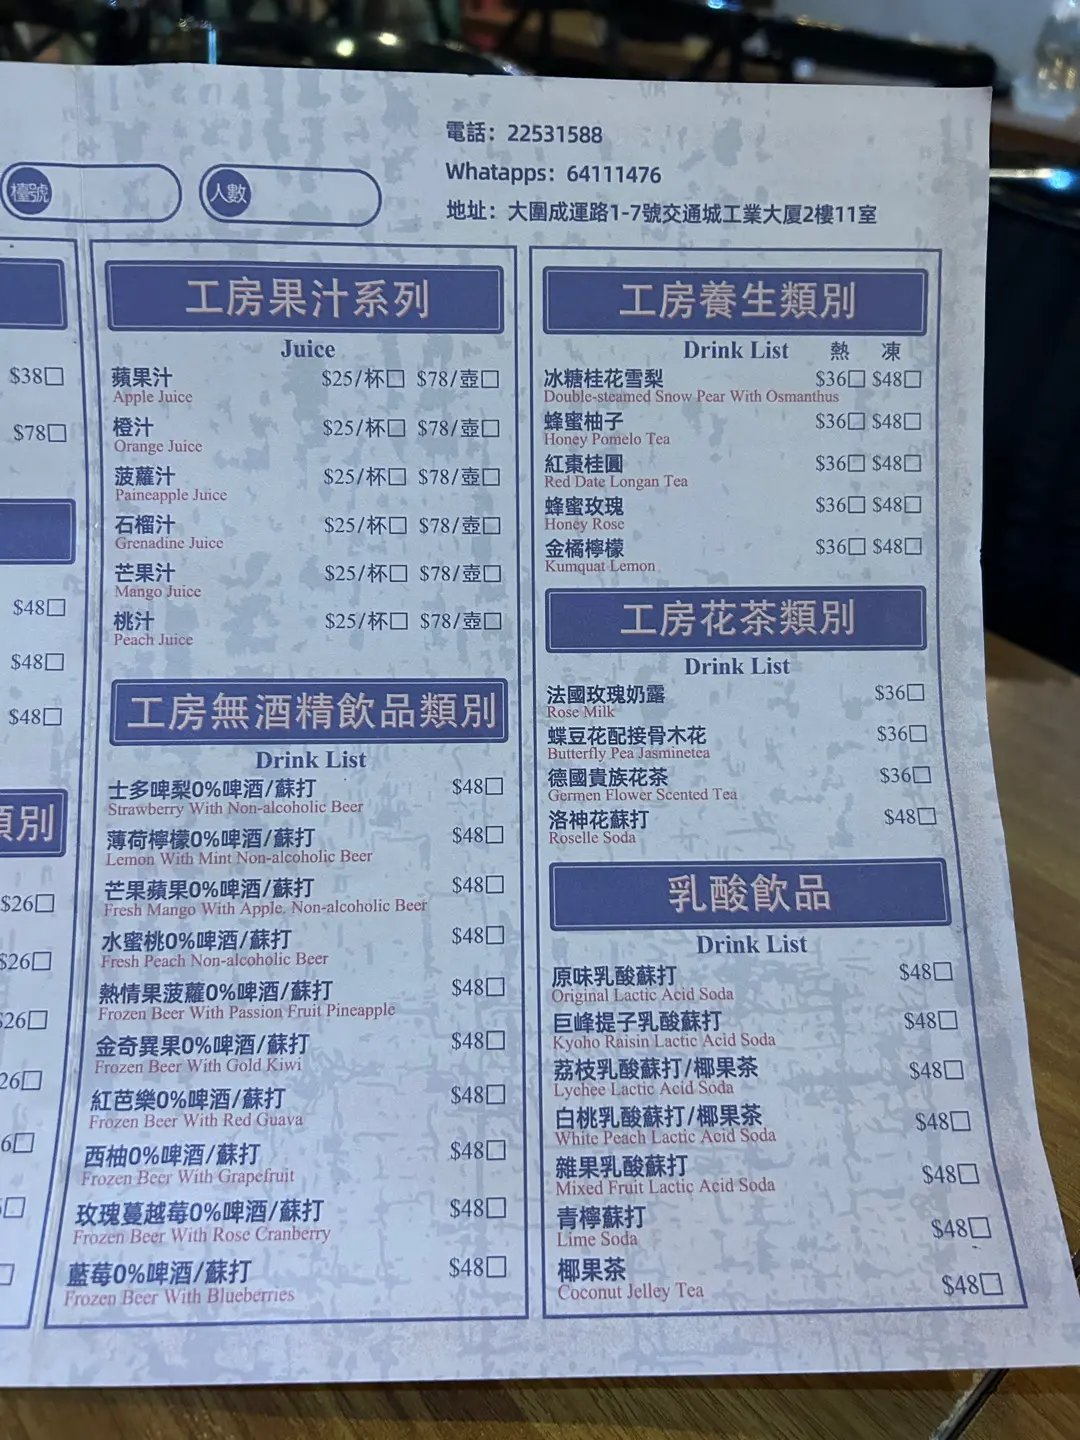 電話：22531588
Whatapps：64111476
地址：大圍成運路1-7號交通城工業大厦2樓11室
檯號
人數
$38□
$78□
$48□
$48□
$48□
類別
$26□
$26□
$26□
26□
6□
工房果汁系列
Juice
蘋果汁 $25/杯□ $78/壺□
Apple Juice
橙汁 $25/杯□ $78/壺□
Orange Juice
菠蘿汁 $25/杯□ $78/壺□
Paineapple Juice
石榴汁 $25/杯□ $78/壺□
Grenadine Juice
芒果汁 $25/杯□ $78/壺□
Mango Juice
桃汁 $25/杯□ $78/壺□
Peach Juice
工房無酒精飲品類別
Drink List
士多啤梨0%啤酒/蘇打 $48□
Strawberry With Non-alcoholic Beer
薄荷檸檬0%啤酒/蘇打 $48□
Lemon With Mint Non-alcoholic Beer
芒果蘋果0%啤酒/蘇打 $48□
Fresh Mango With Apple. Non-alcoholic Beer
水蜜桃0%啤酒/蘇打 $48□
Fresh Peach Non-alcoholic Beer
熱情果菠蘿0%啤酒/蘇打 $48□
Frozen Beer With Passion Fruit Pineapple
金奇異果0%啤酒/蘇打 $48□
Frozen Beer With Gold Kiwi
紅芭樂0%啤酒/蘇打 $48□
Frozen Beer With Red Guava
西柚0%啤酒/蘇打 $48□
Frozen Beer With Grapefruit
玫瑰蔓越莓0%啤酒/蘇打 $48□
Frozen Beer With Rose Cranberry
藍莓0%啤酒/蘇打 $48□
Frozen Beer With Blueberries
工房養生類別
Drink List 熱 凍
冰糖桂花雪梨 $36□ $48□
Double-steamed Snow Pear With Osmanthus
蜂蜜柚子 $36□ $48□
Honey Pomelo Tea
紅棗桂圓 $36□ $48□
Red Date Longan Tea
蜂蜜玫瑰 $36□ $48□
Honey Rose
金橘檸檬 $36□ $48□
Kumquat Lemon
工房花茶類別
Drink List
法國玫瑰奶露 $36□
Rose Milk
蝶豆花配接骨木花 $36□
Butterfly Pea Jasminetea
德國貴族花茶 $36□
Germen Flower Scented Tea
洛神花蘇打 $48□
Roselle Soda
乳酸飲品
Drink List
原味乳酸蘇打 $48□
Original Lactic Acid Soda
巨峰提子乳酸蘇打 $48□
Kyoho Raisin Lactic Acid Soda
荔枝乳酸蘇打/椰果茶 $48□
Lychee Lactic Acid Soda
白桃乳酸蘇打/椰果茶 $48□
White Peach Lactic Acid Soda
雜果乳酸蘇打 $48□
Mixed Fruit Lactic Acid Soda
青檸蘇打 $48□
Lime Soda
椰果茶 $48□
Coconut Jelley Tea